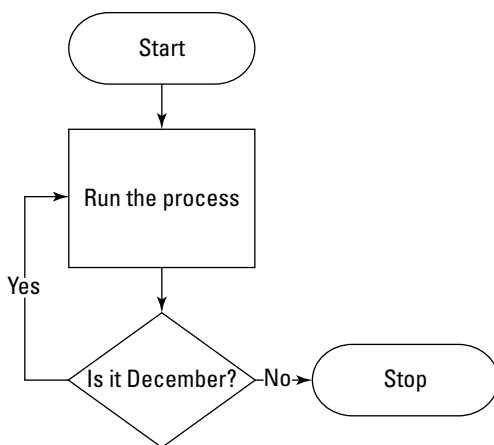 Start
Run the process
Yes
Is it December?
No
Stop